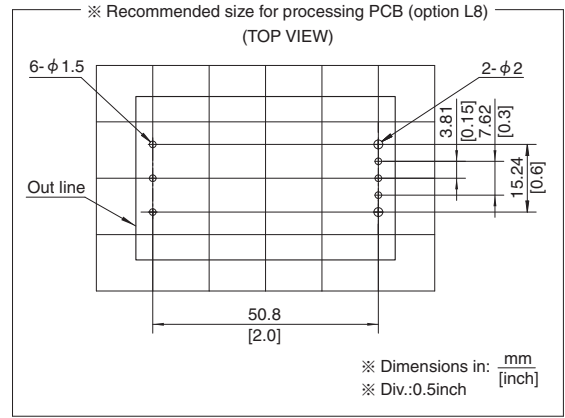 ※ Recommended size for processing PCB (option L8)
(TOP VIEW)
6-φ1.5
2-φ2
3.81
[0.15]
7.62
[0.3]
15.24
[0.6]
Out line
50.8
[2.0]
※ Dimensions in: mm
[inch]
※ Div.:0.5inch